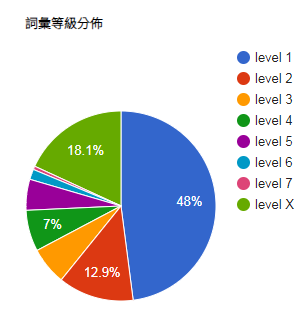 詞彙等級分佈
level 1
level 2
level 3
level 4
level 5
level 6
level 7
level X
18.1%
48%
7%
12.9%